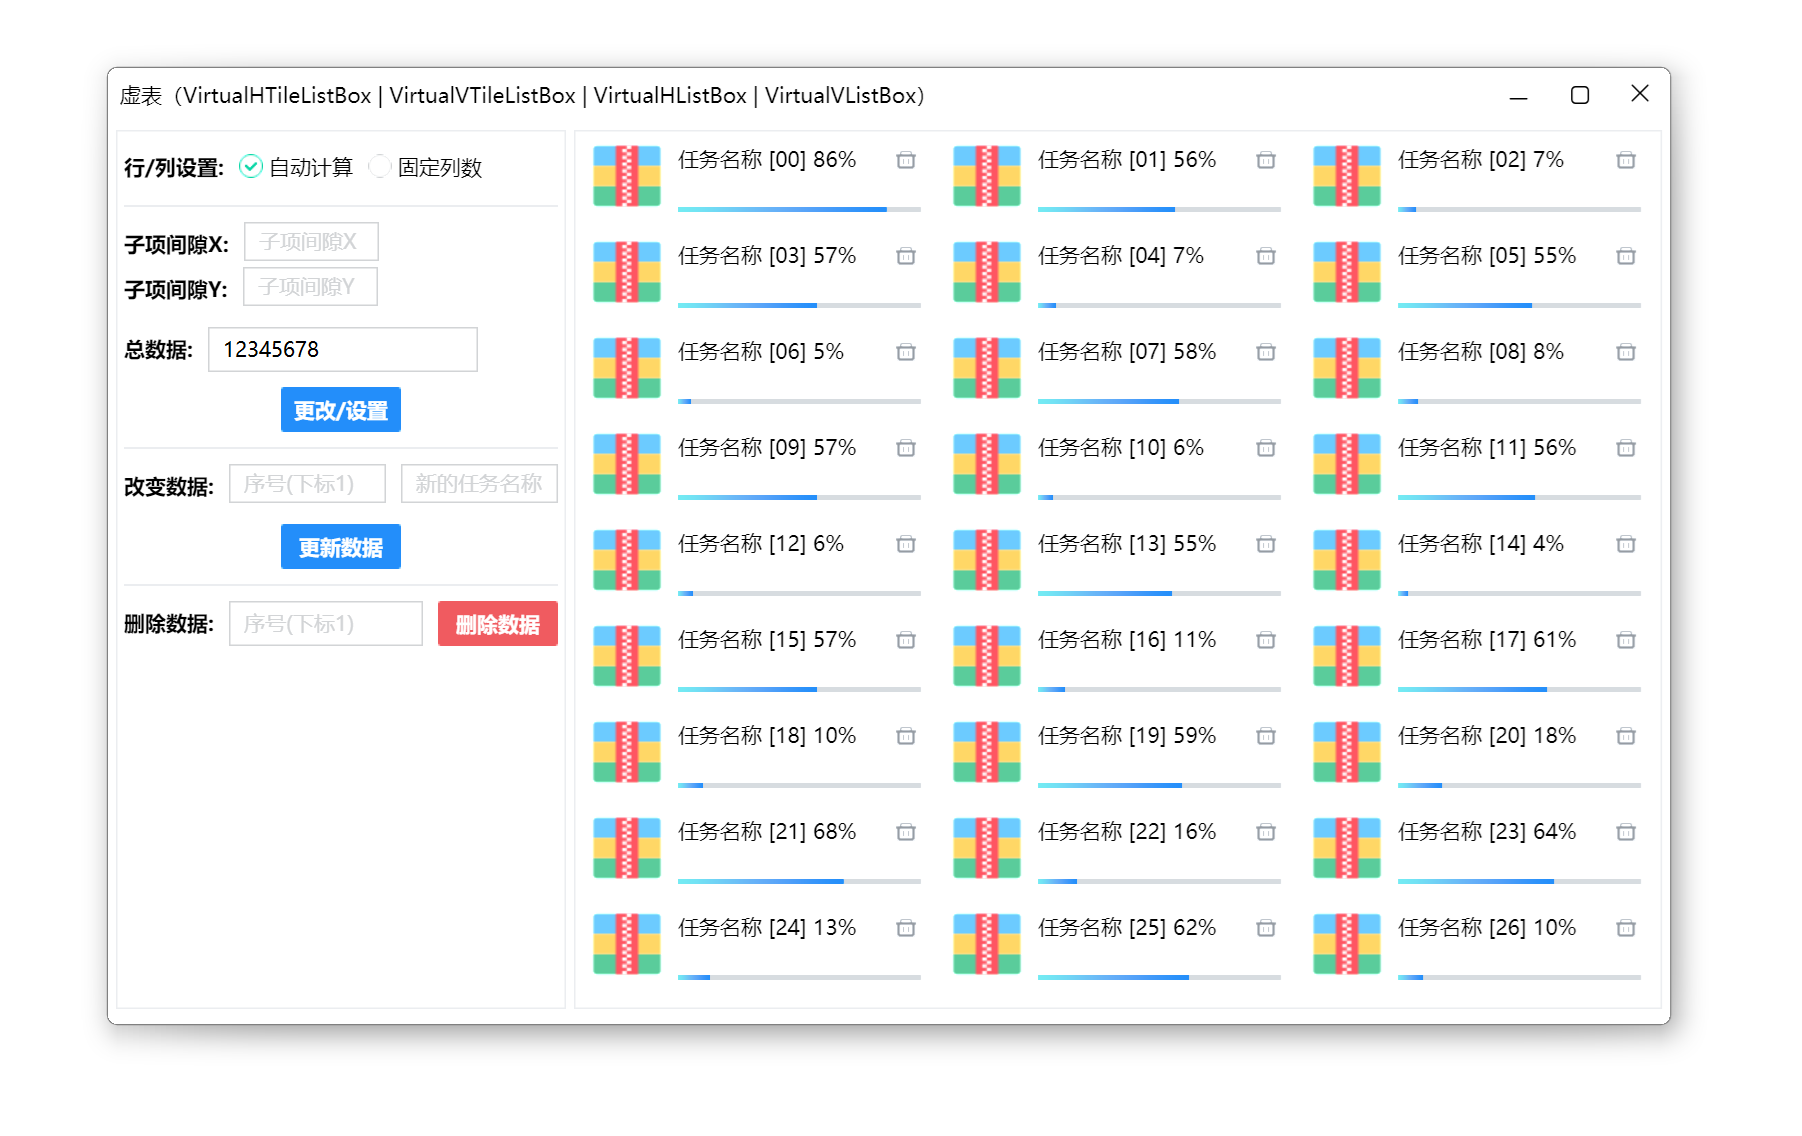 虚表（VirtualHTileListBox | VirtualVTileListBox | VirtualHListBox | VirtualVListBox）
行/列设置: 自动计算 固定列数
子项间隙X: 子项间隙X
子项间隙Y: 子项间隙Y
总数据: 12345678
更改/设置
改变数据: 序号(下标1) 新的任务名称
更新数据
删除数据: 序号(下标1) 删除数据
任务名称 [00] 86% 任务名称 [01] 56% 任务名称 [02] 7%
任务名称 [03] 57% 任务名称 [04] 7% 任务名称 [05] 55%
任务名称 [06] 5% 任务名称 [07] 58% 任务名称 [08] 8%
任务名称 [09] 57% 任务名称 [10] 6% 任务名称 [11] 56%
任务名称 [12] 6% 任务名称 [13] 55% 任务名称 [14] 4%
任务名称 [15] 57% 任务名称 [16] 11% 任务名称 [17] 61%
任务名称 [18] 10% 任务名称 [19] 59% 任务名称 [20] 18%
任务名称 [21] 68% 任务名称 [22] 16% 任务名称 [23] 64%
任务名称 [24] 13% 任务名称 [25] 62% 任务名称 [26] 10%